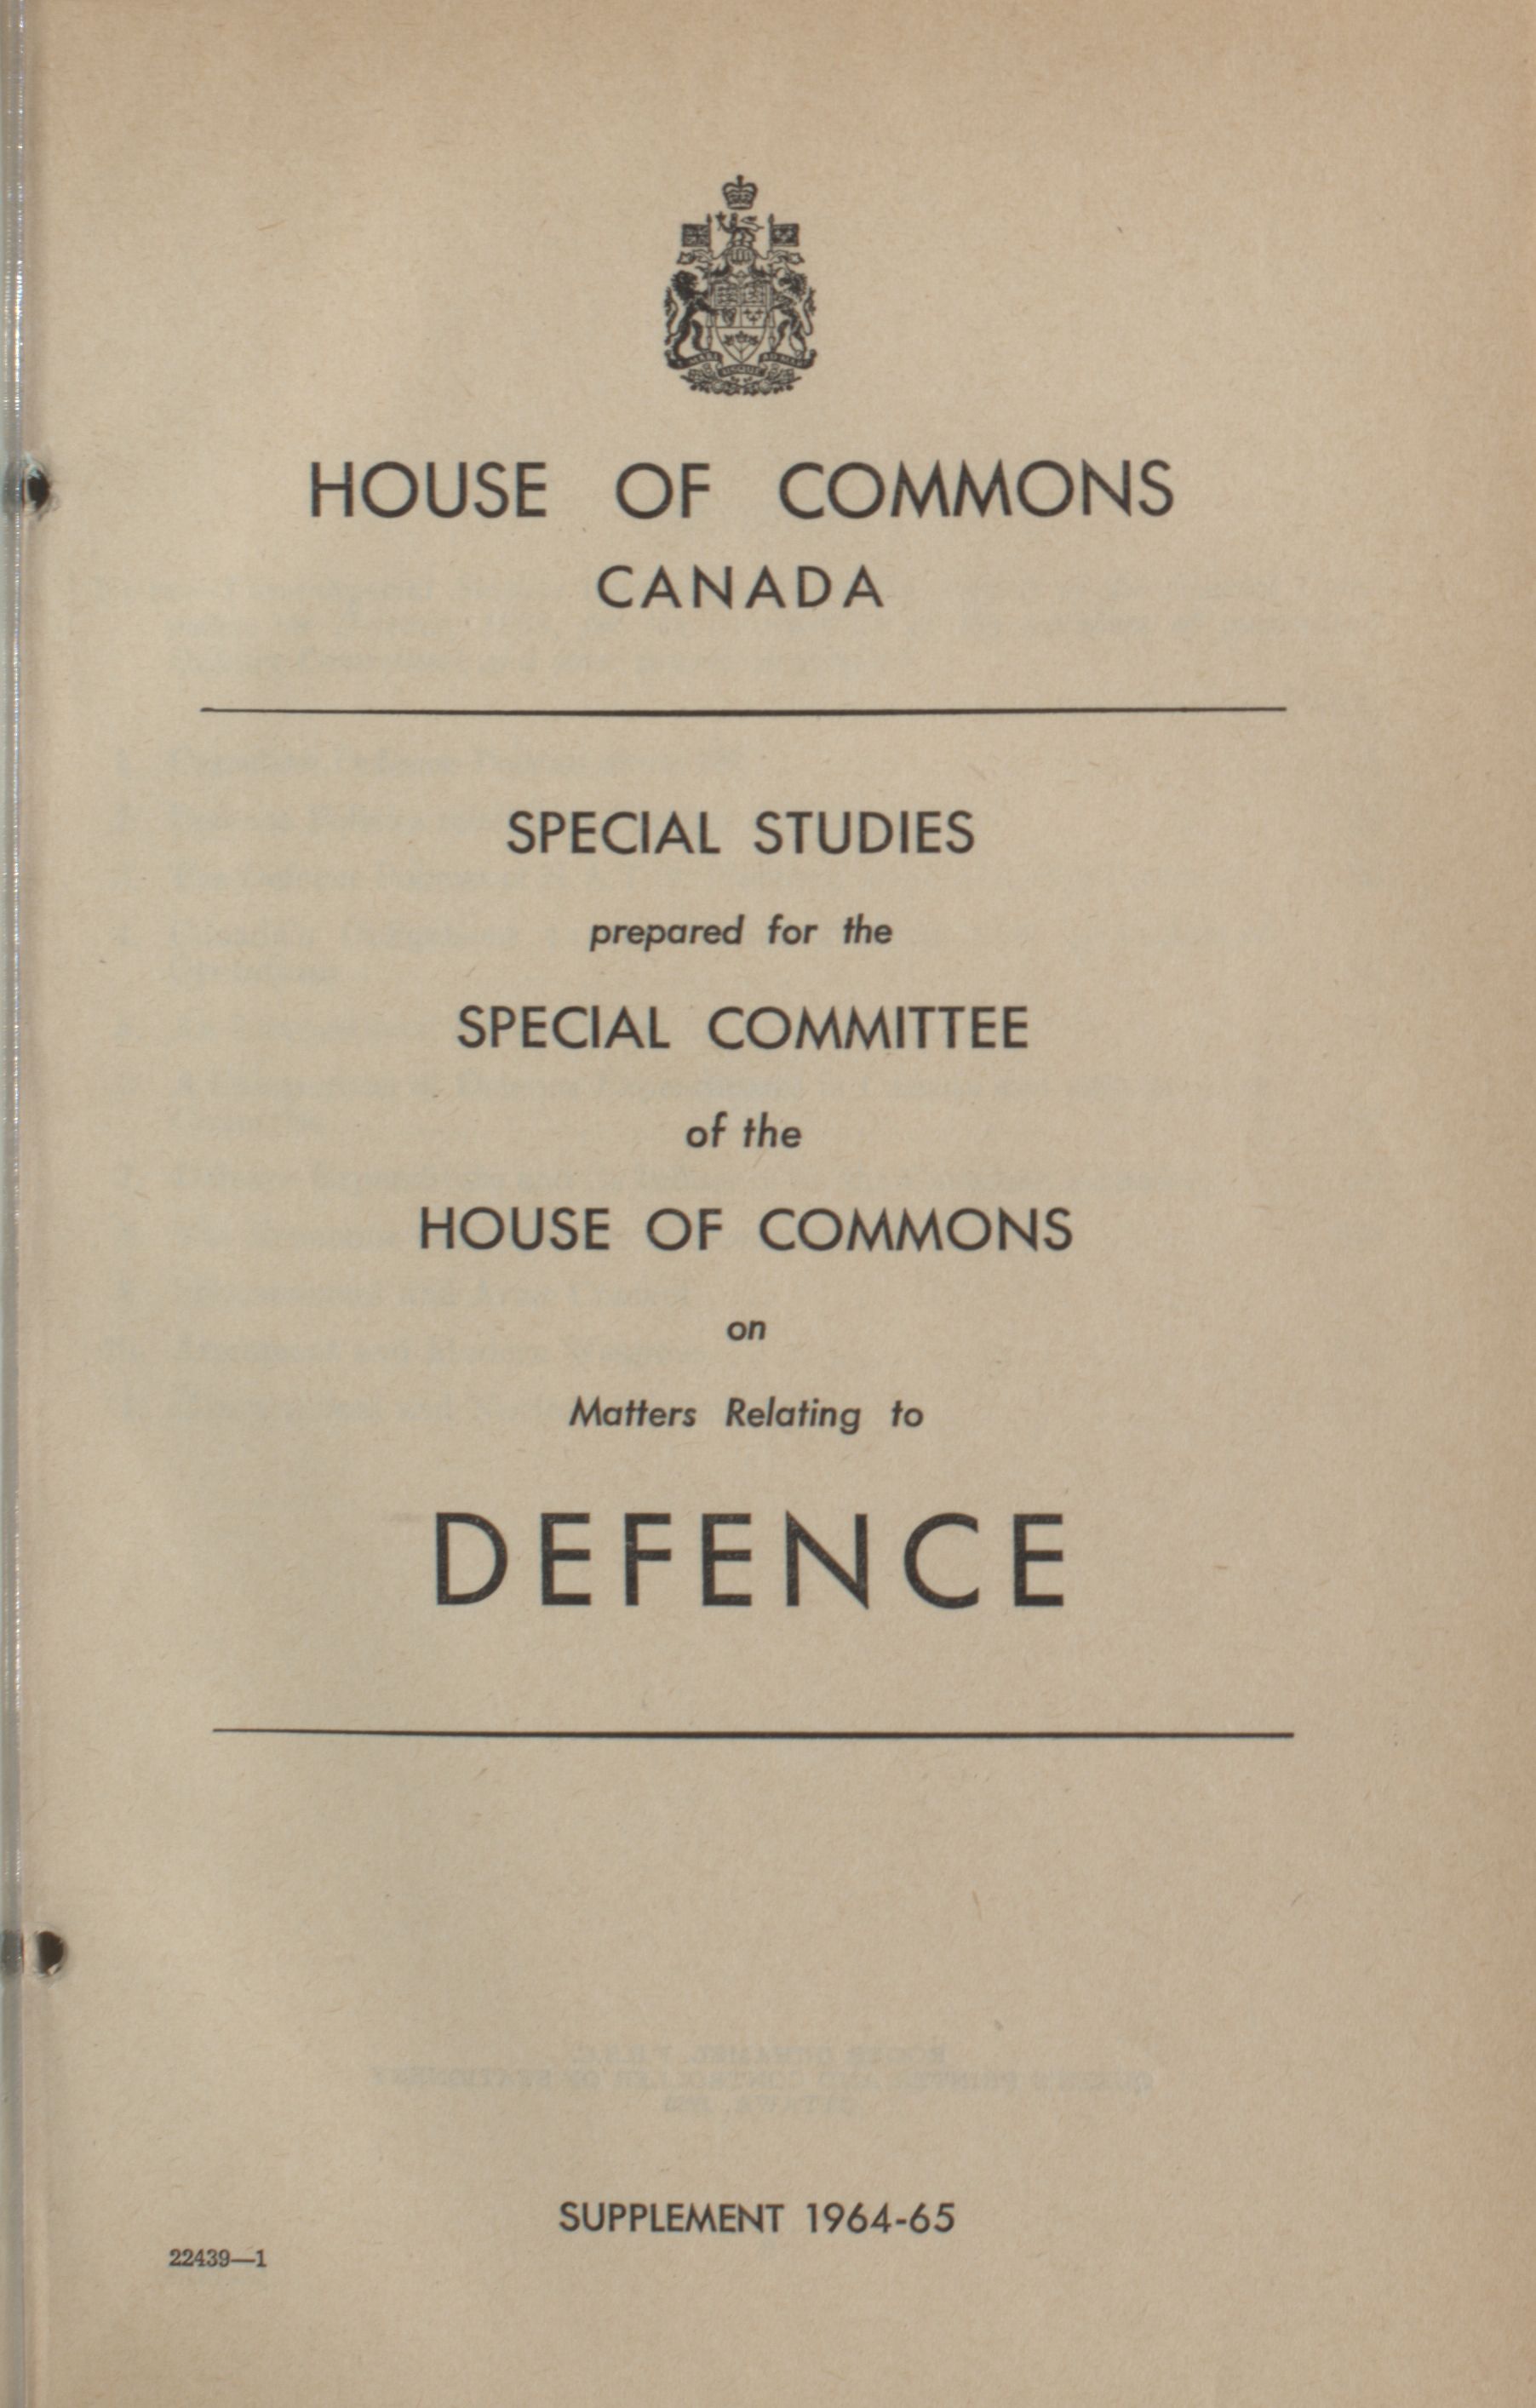 HOUSE OF COMMONS
CANADA
SPECIAL STUDIES
prepared for the
SPECIAL COMMITTEE
of the
HOUSE OF COMMONS
on
Matters Relating to
DEFENCE
SUPPLEMENT 1964-65
22439—1